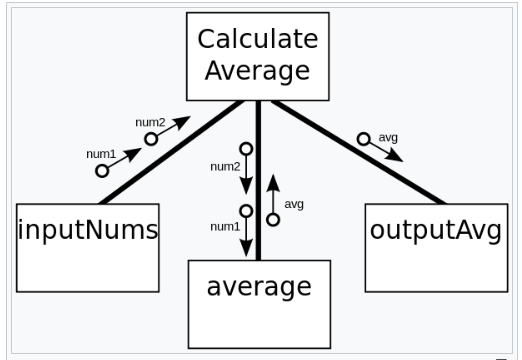 Calculate
Average
num2
num1
num2
num1
avg
avg
inputNums
average
outputAvg